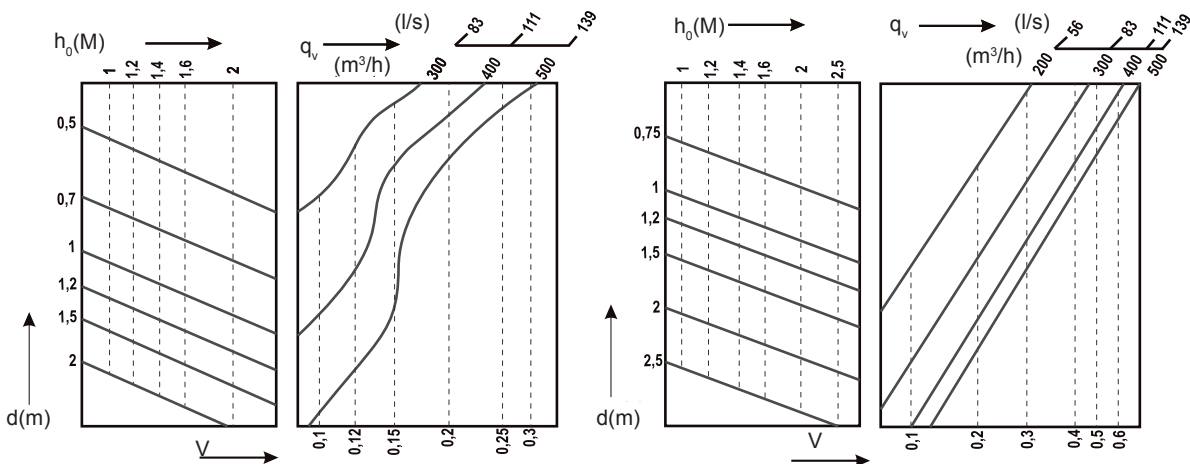 h₀(M)
1 1,2 1,4 1,6 2
0,5
0,7
1
1,2
1,5
2
d(m)
V
qᵥ (l/s) 83 111 139
(m³/h) 300 400 500
0,1 0,12 0,15 0,2 0,25 0,3
h₀(M)
1 1,2 1,4 1,6 2 2,5
0,75
1
1,2
1,5
2
2,5
d(m)
V
qᵥ (l/s) 56 83 111 139
(m³/h) 200 300 400 500
0,1 0,2 0,3 0,4 0,5 0,6